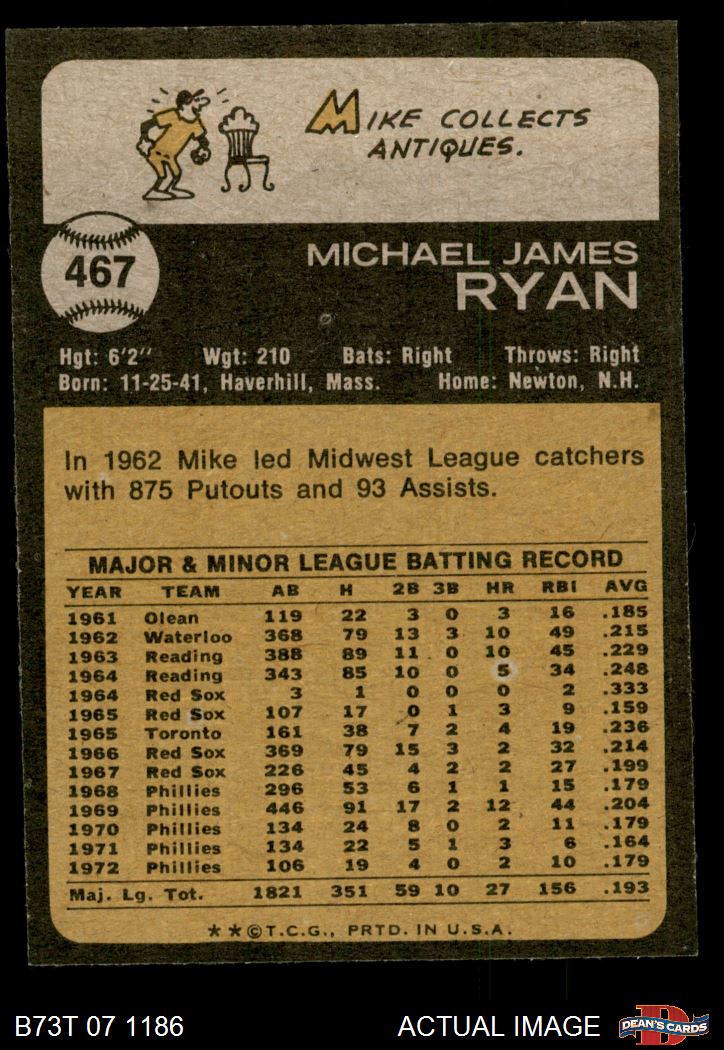 MIKE COLLECTS
ANTIQUES.
467
MICHAEL JAMES
RYAN
Hgt: 6'2" Wgt: 210 Bats: Right Throws: Right
Born: 11-25-41, Haverhill, Mass. Home: Newton, N.H.
In 1962 Mike led Midwest League catchers
with 875 Putouts and 93 Assists.
MAJOR & MINOR LEAGUE BATTING RECORD
YEAR TEAM AB H 2B 3B HR RBI AVG
1961 Olean 119 22 3 0 3 16 .185
1962 Waterloo 368 79 13 3 10 49 .215
1963 Reading 388 89 11 0 10 45 .229
1964 Reading 343 85 10 0 5 34 .248
1964 Red Sox 3 1 0 0 0 2 .333
1965 Red Sox 107 17 0 1 3 9 .159
1965 Toronto 161 38 7 2 4 19 .236
1966 Red Sox 369 79 15 3 2 32 .214
1967 Red Sox 226 45 4 2 2 27 .199
1968 Phillies 296 53 6 1 1 15 .179
1969 Phillies 446 91 17 2 12 44 .204
1970 Phillies 134 24 8 0 2 11 .179
1971 Phillies 134 22 5 1 3 6 .164
1972 Phillies 106 19 4 0 2 10 .179
Maj. Lg. Tot. 1821 351 59 10 27 156 .193
**©T.C.G., PRTD. IN U.S.A.
B73T 07 1186 ACTUAL IMAGE
D
DEAN'S CARDS